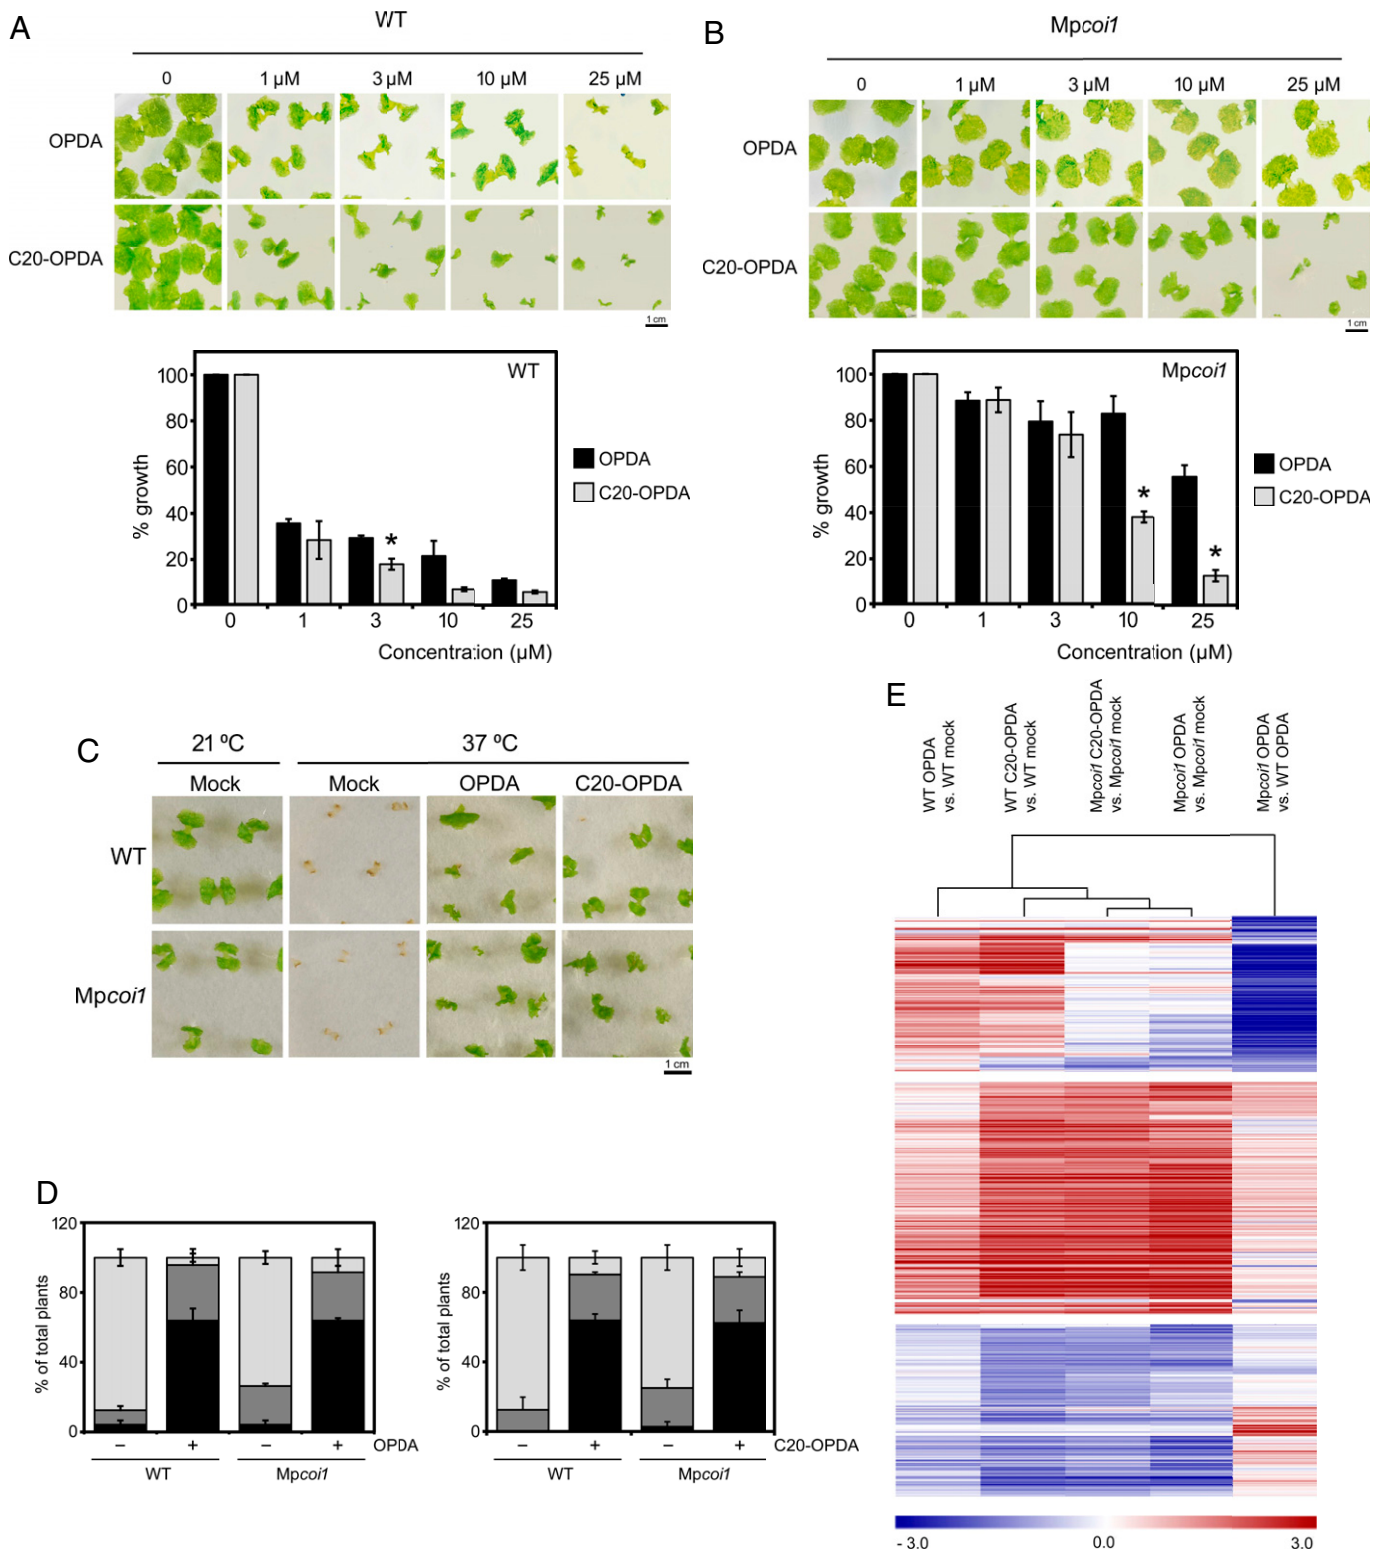 A
WT
0 1 µM 3 µM 10 µM 25 µM
OPDA
C20-OPDA
1 cm
B
Mpcoi1
0 1 µM 3 µM 10 µM 25 µM
OPDA
C20-OPDA
1 cm
WT
% growth
100
80
60
40
20
0
*
0 1 3 10 25
Concentration (µM)
OPDA
C20-OPDA
Mpcoi1
% growth
100
80
60
40
20
0
*
*
0 1 3 10 25
Concentration (µM)
OPDA
C20-OPDA
C
21 ºC 37 ºC
Mock Mock OPDA C20-OPDA
WT
Mpcoi1
1 cm
D
% of total plants
120
80
40
0
– + – + OPDA
WT Mpcoi1
% of total plants
120
80
40
0
– + – + C20-OPDA
WT Mpcoi1
E
WT OPDA
vs. WT mock
WT C20-OPDA
vs. WT mock
Mpcoi1 C20-OPDA
vs. Mpcoi1 mock
Mpcoi1 OPDA
vs. Mpcoi1 mock
Mpcoi1 OPDA
vs. WT OPDA
- 3.0 0.0 3.0